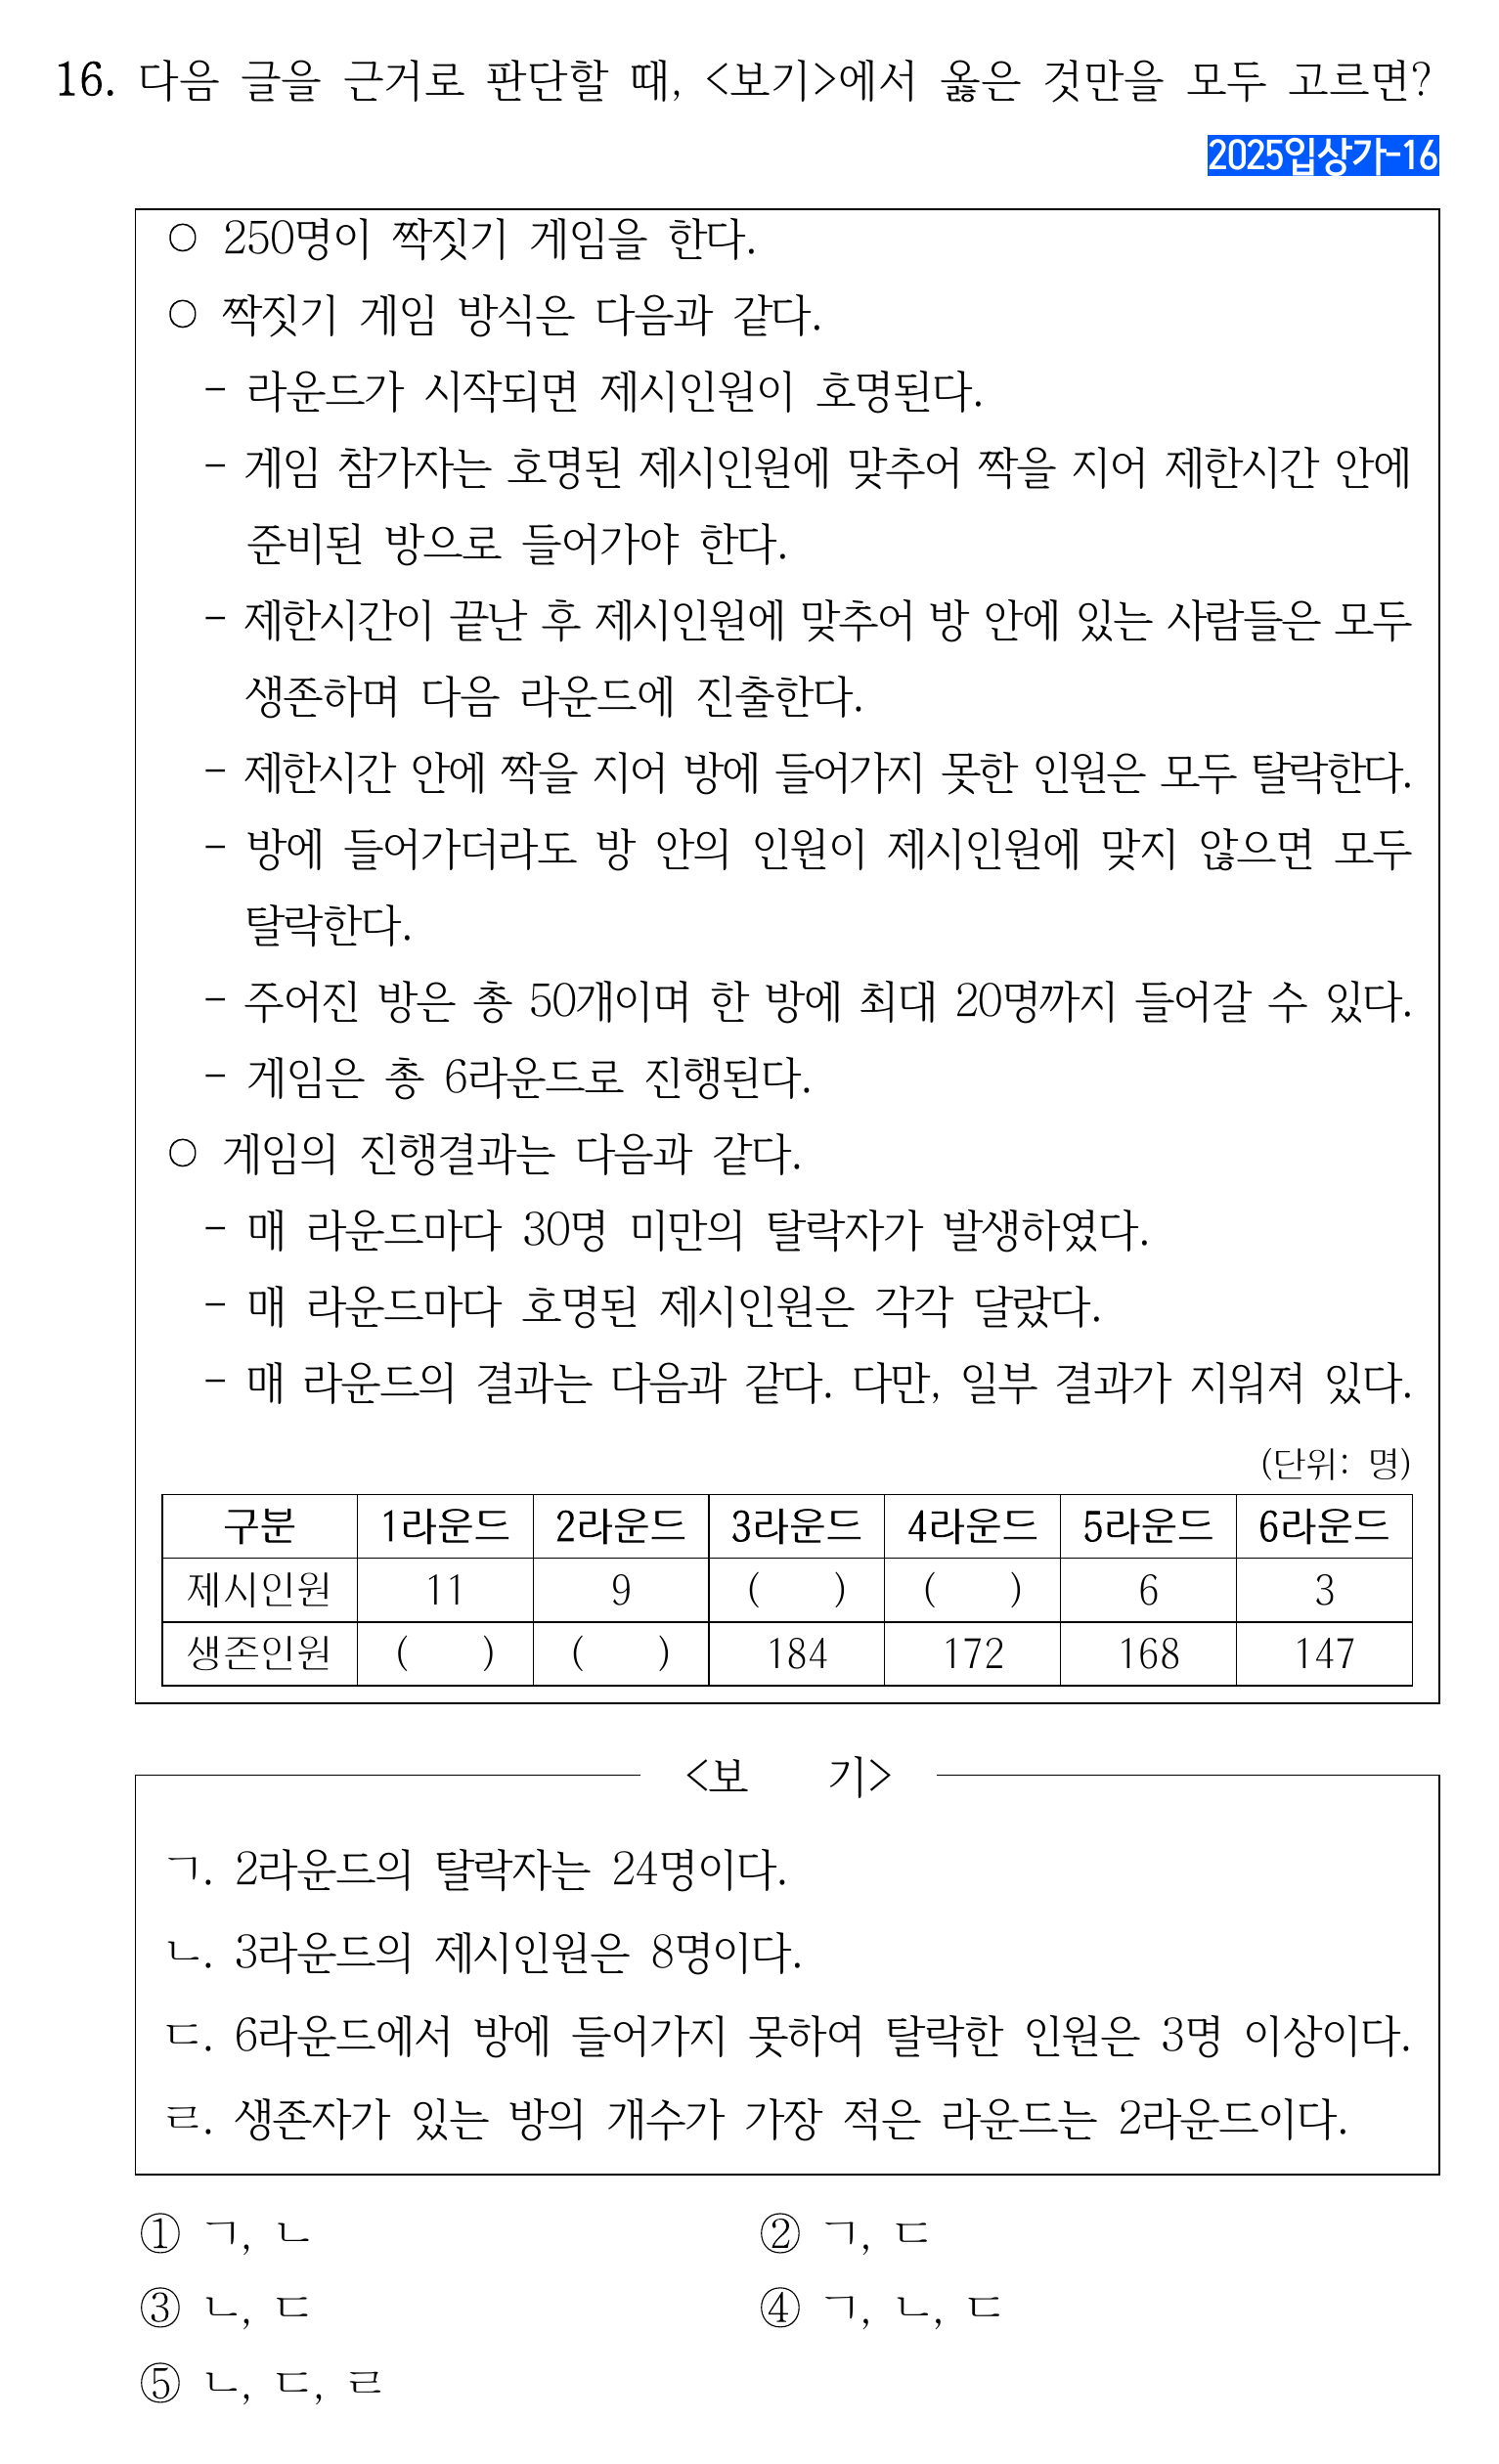 16. 다음 글을 근거로 판단할 때, <보기>에서 옳은 것만을 모두 고르면?
2025입상가-16
○ 250명이 짝짓기 게임을 한다.
○ 짝짓기 게임 방식은 다음과 같다.
- 라운드가 시작되면 제시인원이 호명된다.
- 게임 참가자는 호명된 제시인원에 맞추어 짝을 지어 제한시간 안에
준비된 방으로 들어가야 한다.
- 제한시간이 끝난 후 제시인원에 맞추어 방 안에 있는 사람들은 모두
생존하며 다음 라운드에 진출한다.
- 제한시간 안에 짝을 지어 방에 들어가지 못한 인원은 모두 탈락한다.
- 방에 들어가더라도 방 안의 인원이 제시인원에 맞지 않으면 모두
탈락한다.
- 주어진 방은 총 50개이며 한 방에 최대 20명까지 들어갈 수 있다.
- 게임은 총 6라운드로 진행된다.
○ 게임의 진행결과는 다음과 같다.
- 매 라운드마다 30명 미만의 탈락자가 발생하였다.
- 매 라운드마다 호명된 제시인원은 각각 달랐다.
- 매 라운드의 결과는 다음과 같다. 다만, 일부 결과가 지워져 있다.
(단위: 명)
구분 1라운드 2라운드 3라운드 4라운드 5라운드 6라운드
제시인원 11 9 ( ) ( ) 6 3
생존인원 ( ) ( ) 184 172 168 147
<보 기>
ㄱ. 2라운드의 탈락자는 24명이다.
ㄴ. 3라운드의 제시인원은 8명이다.
ㄷ. 6라운드에서 방에 들어가지 못하여 탈락한 인원은 3명 이상이다.
ㄹ. 생존자가 있는 방의 개수가 가장 적은 라운드는 2라운드이다.
① ㄱ, ㄴ ② ㄱ, ㄷ
③ ㄴ, ㄷ ④ ㄱ, ㄴ, ㄷ
⑤ ㄴ, ㄷ, ㄹ